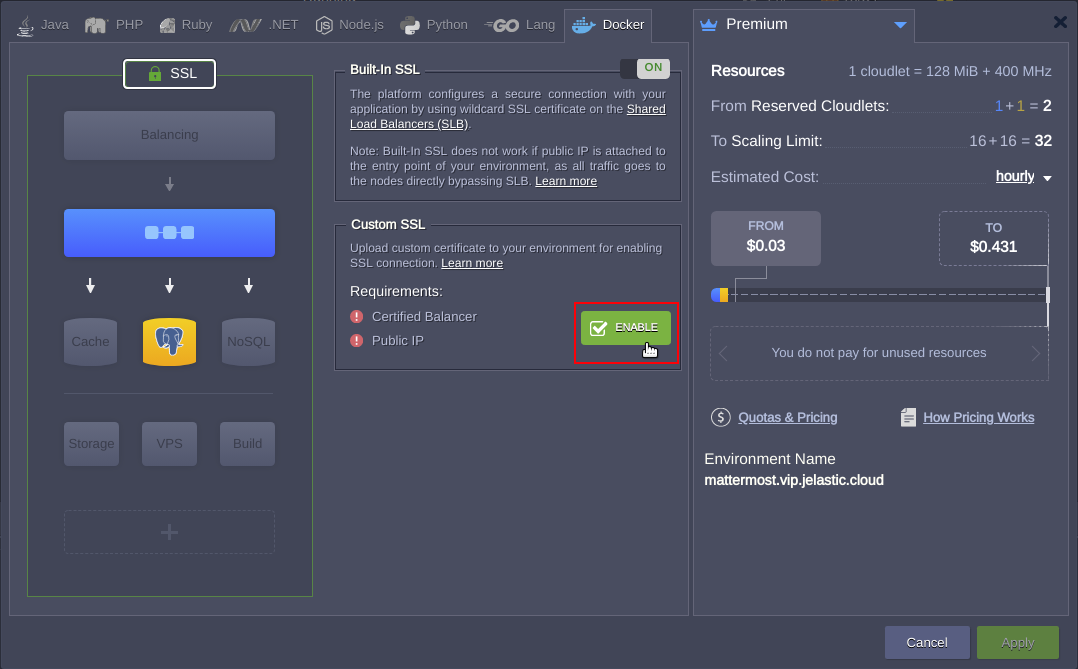 Java
PHP
Ruby
.NET
Node.js
Python
GO Lang
Docker
SSL
Balancing
Cache
NoSQL
Storage
VPS
Build
Built-In SSL
ON
The platform configures a secure connection with your
application by using wildcard SSL certificate on the Shared
Load Balancers (SLB).
Note: Built-In SSL does not work if public IP is attached to
the entry point of your environment, as all traffic goes to
the nodes directly bypassing SLB. Learn more
Custom SSL
Upload custom certificate to your environment for enabling
SSL connection. Learn more
Requirements:
Certified Balancer
Public IP
ENABLE
Premium
Resources
1 cloudlet = 128 MiB + 400 MHz
From Reserved Cloudlets: 1+1 = 2
To Scaling Limit: 16+16 = 32
Estimated Cost: hourly
FROM
$0.03
TO
$0.431
You do not pay for unused resources
$ Quotas & Pricing
How Pricing Works
Environment Name
mattermost.vip.jelastic.cloud
Cancel
Apply